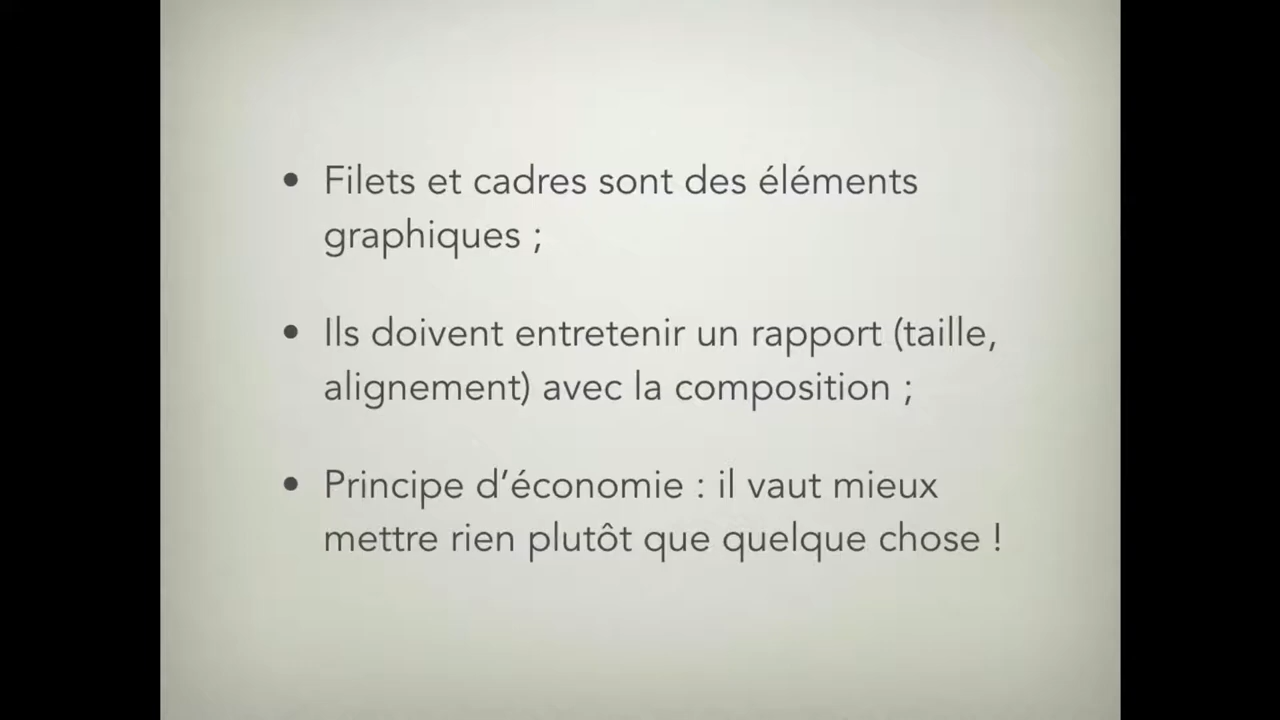 • Filets et cadres sont des éléments
graphiques ;
• Ils doivent entretenir un rapport (taille,
alignement) avec la composition ;
• Principe d’économie : il vaut mieux
mettre rien plutôt que quelque chose !